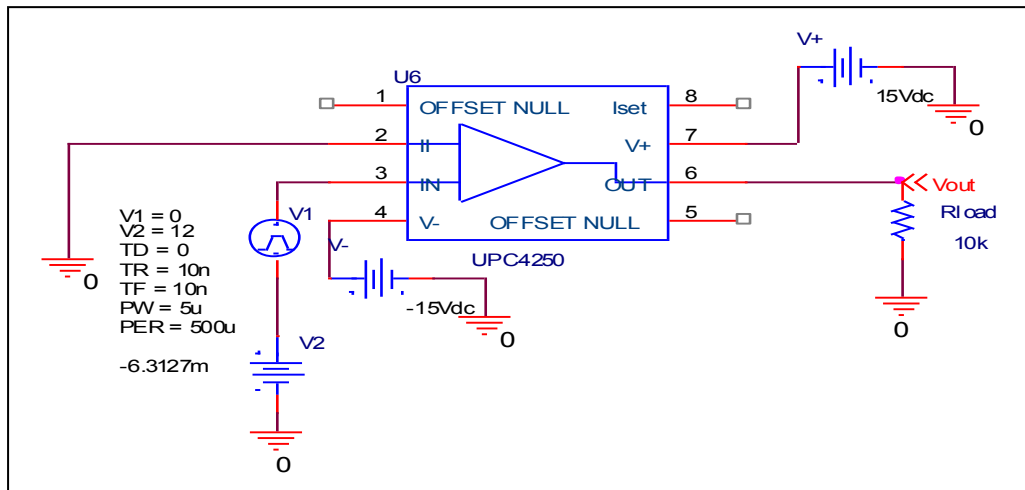 V+
U6
1
OFFSET NULL
Iset
8
15Vdc
0
2
II
V+
7
3
IN
OUT
6
Vout
4
V-
OFFSET NULL
5
Rload
10k
V1
V-
UPC4250
V1 = 0
V2 = 12
TD = 0
TR = 10n
TF = 10n
PW = 5u
PER = 500u
0
-15Vdc
0
0
V2
-6.3127m
0